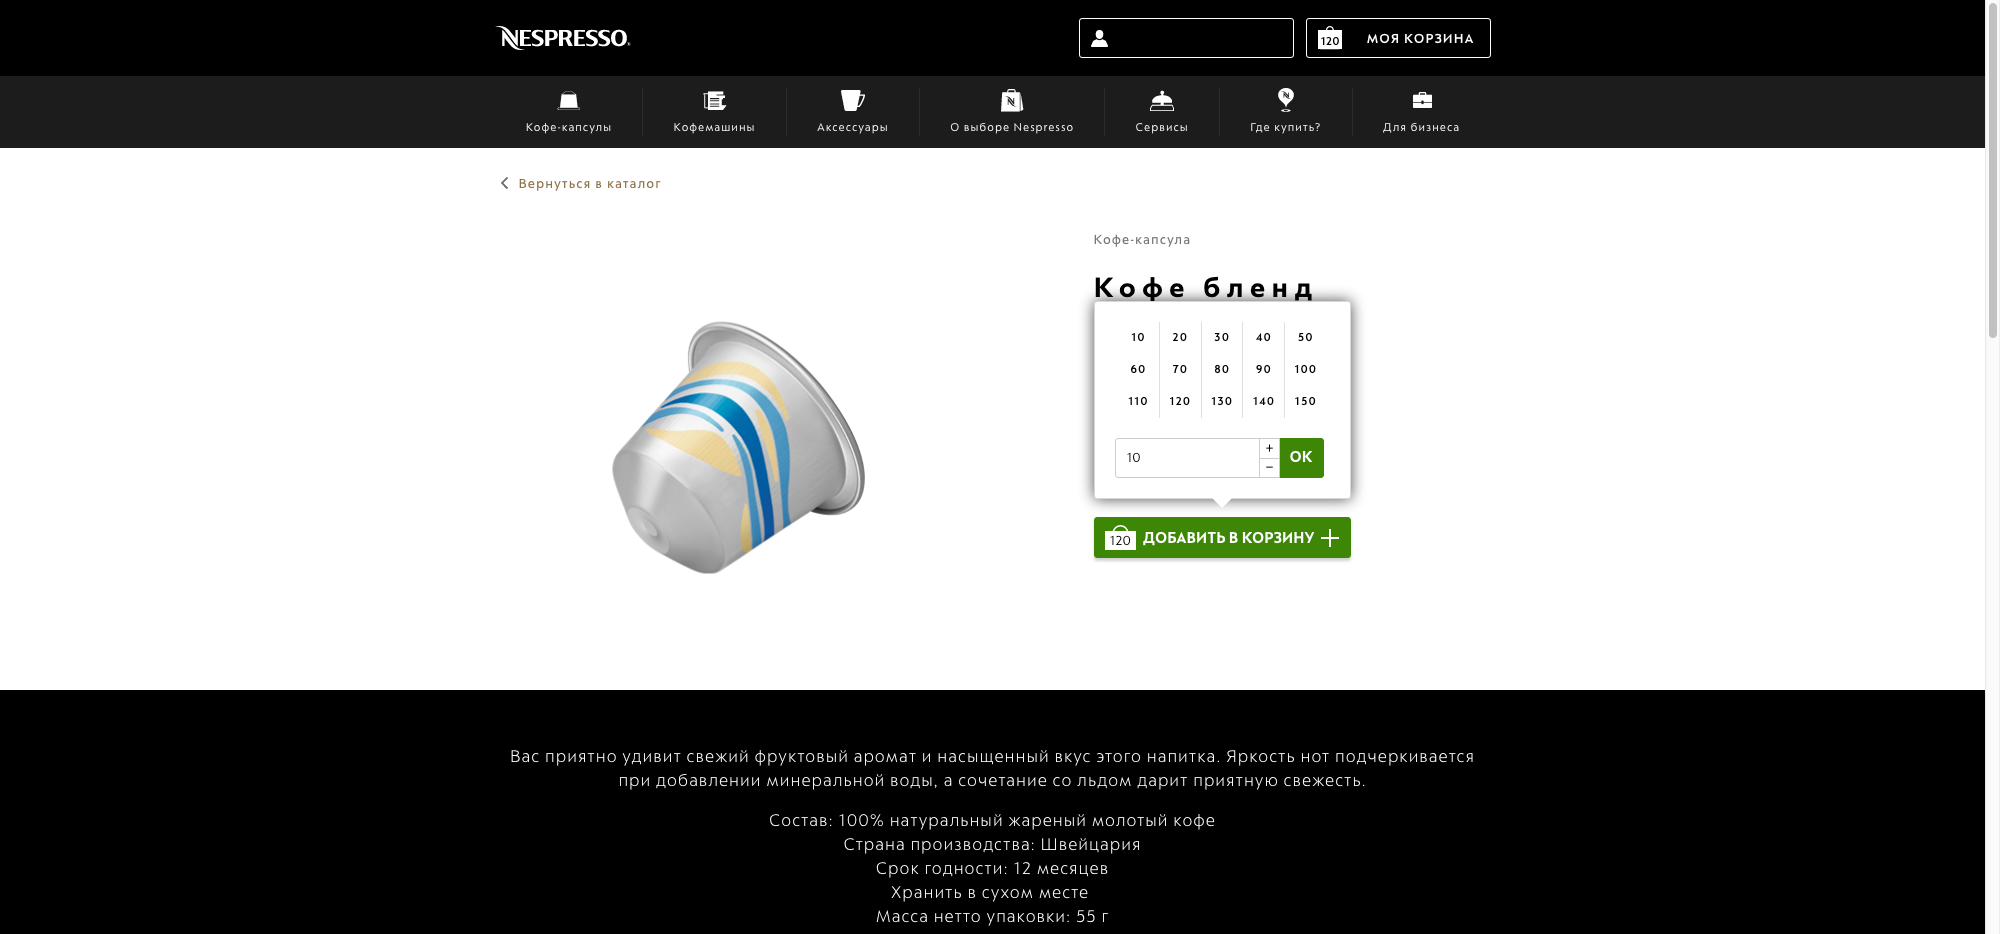 NESPRESSO
120
МОЯ КОРЗИНА
Кофе-капсулы
Кофемашины
Аксессуары
О выборе Nespresso
Сервисы
Где купить?
Для бизнеса
Вернуться в каталог
Кофе-капсула
Кофе бленд
10 20 30 40 50
60 70 80 90 100
110 120 130 140 150
10
+
−
OK
120 ДОБАВИТЬ В КОРЗИНУ
Вас приятно удивит свежий фруктовый аромат и насыщенный вкус этого напитка. Яркость нот подчеркивается
при добавлении минеральной воды, а сочетание со льдом дарит приятную свежесть.
Состав: 100% натуральный жареный молотый кофе
Страна производства: Швейцария
Срок годности: 12 месяцев
Хранить в сухом месте
Масса нетто упаковки: 55 г